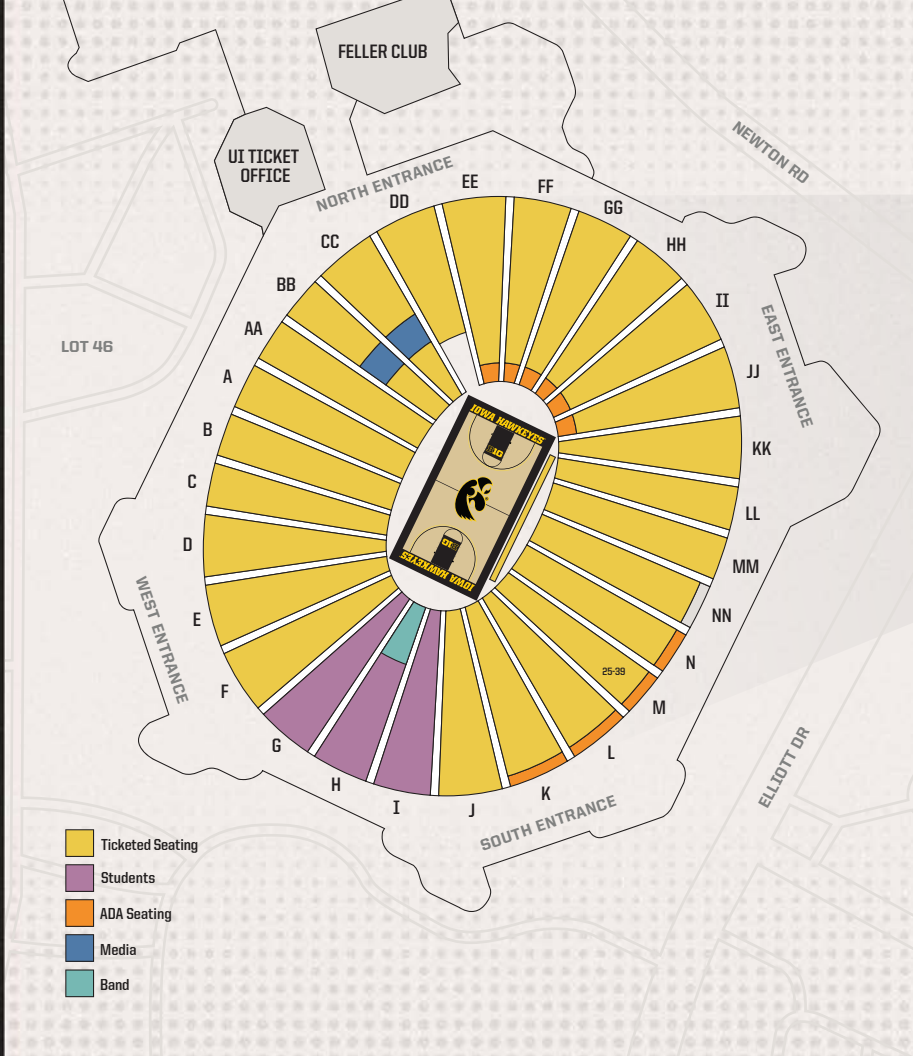 FELLER CLUB
UI TICKET
OFFICE
NEWTON RD
NORTH ENTRANCE
EE
FF
DD
GG
CC
HH
BB
II
AA
EAST ENTRANCE
LOT 46
A
JJ
B
KK
C
LL
D
MM
E
NN
F
N
G
M
H
L
I
K
J
IOWA HAWKEYES
IOWA HAWKEYES
25-39
WEST ENTRANCE
SOUTH ENTRANCE
ELLIOTT DR
Ticketed Seating
Students
ADA Seating
Media
Band